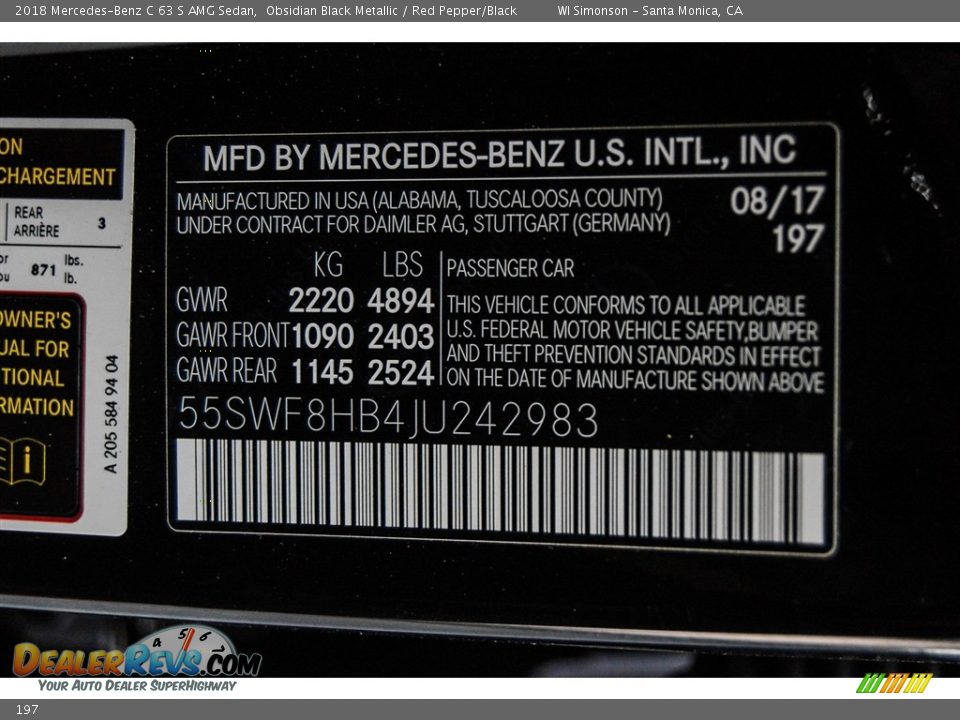 2018 Mercedes-Benz C 63 S AMG Sedan,  Obsidian Black Metallic / Red Pepper/Black    WI Simonson - Santa Monica, CA
ON
CHARGEMENT
REAR
ARRIÈRE
3
or
ou
871
lbs.
lb.
OWNER'S
UAL FOR
TIONAL
RMATION
i
A 205 584 94 04
MFD BY MERCEDES-BENZ U.S. INTL., INC
MANUFACTURED IN USA (ALABAMA, TUSCALOOSA COUNTY)
UNDER CONTRACT FOR DAIMLER AG, STUTTGART (GERMANY)
08/17
197
KG LBS
GVWR 2220 4894
GAWR FRONT 1090 2403
GAWR REAR 1145 2524
PASSENGER CAR
THIS VEHICLE CONFORMS TO ALL APPLICABLE
U.S. FEDERAL MOTOR VEHICLE SAFETY,BUMPER
AND THEFT PREVENTION STANDARDS IN EFFECT
ON THE DATE OF MANUFACTURE SHOWN ABOVE
55SWF8HB4JU242983
4 5 6
DEALERREVS.COM
YOUR AUTO DEALER SUPERHIGHWAY
197